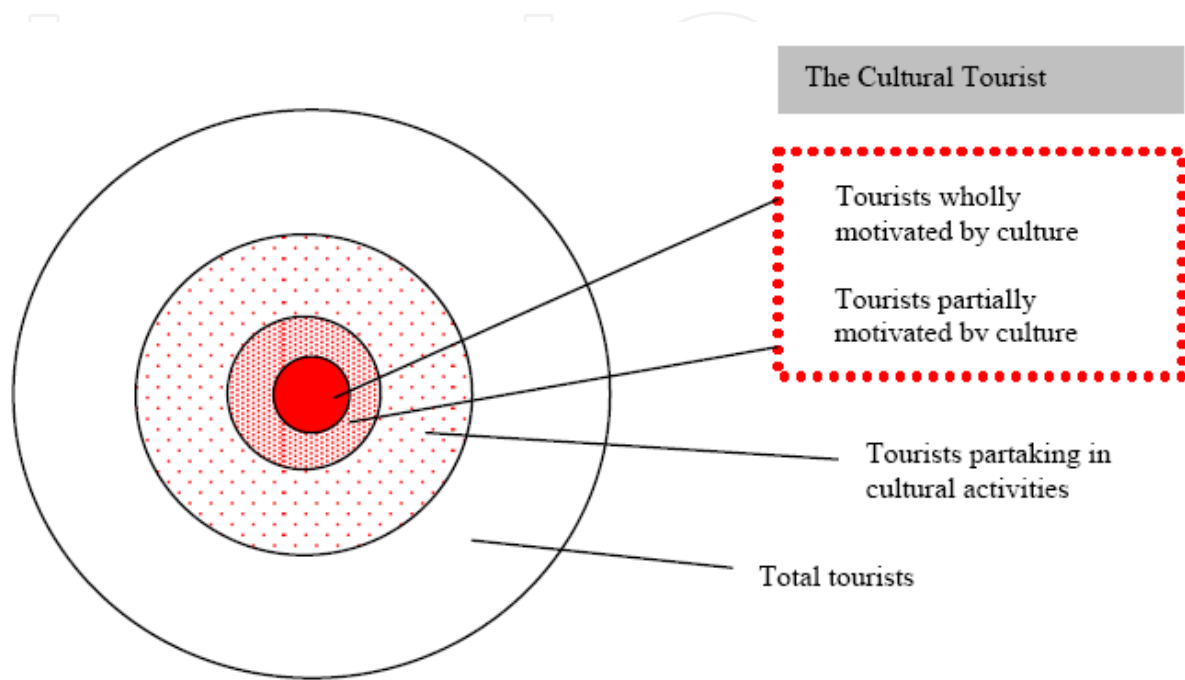 The Cultural Tourist
Tourists wholly
motivated by culture
Tourists partially
motivated by culture
Tourists partaking in
cultural activities
Total tourists